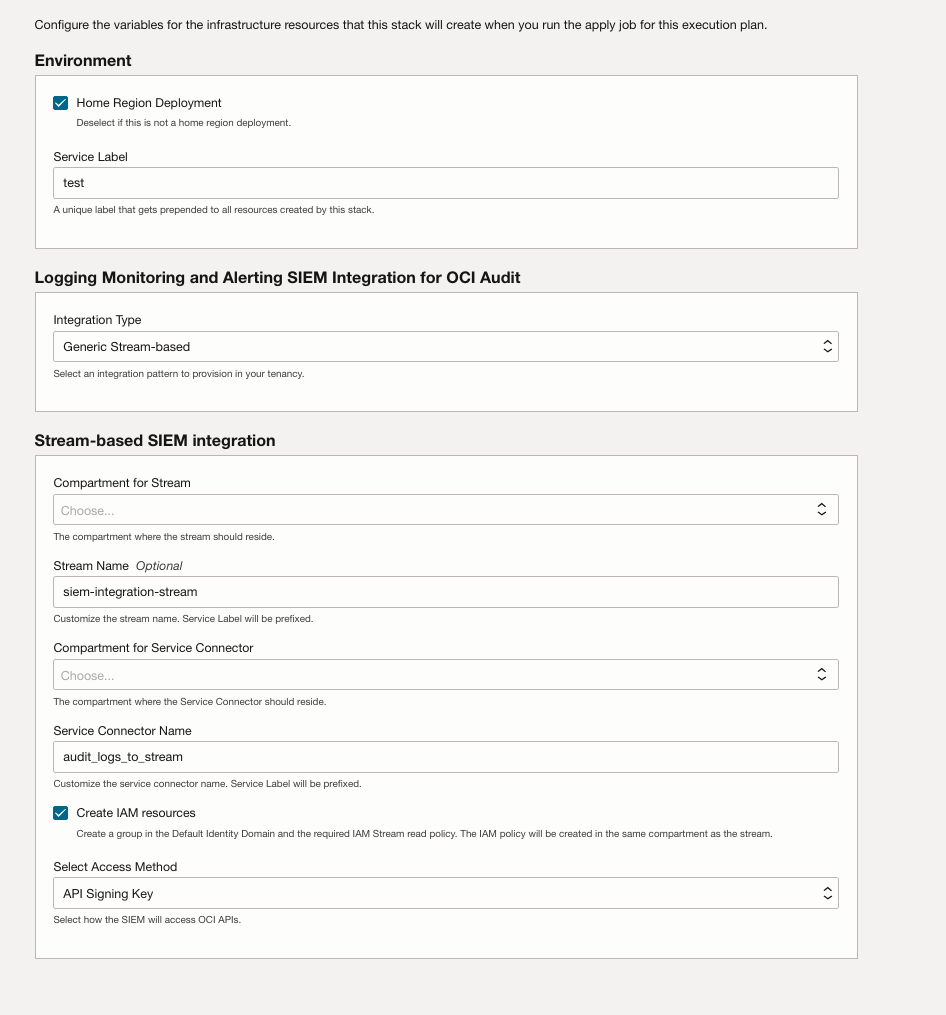 Configure the variables for the infrastructure resources that this stack will create when you run the apply job for this execution plan.
Environment
Home Region Deployment
Deselect if this is not a home region deployment.
Service Label
test
A unique label that gets prepended to all resources created by this stack.
Logging Monitoring and Alerting SIEM Integration for OCI Audit
Integration Type
Generic Stream-based
Select an integration pattern to provision in your tenancy.
Stream-based SIEM integration
Compartment for Stream
Choose...
The compartment where the stream should reside.
Stream Name Optional
siem-integration-stream
Customize the stream name. Service Label will be prefixed.
Compartment for Service Connector
Choose...
The compartment where the Service Connector should reside.
Service Connector Name
audit_logs_to_stream
Customize the service connector name. Service Label will be prefixed.
Create IAM resources
Create a group in the Default Identity Domain and the required IAM Stream read policy. The IAM policy will be created in the same compartment as the stream.
Select Access Method
API Signing Key
Select how the SIEM will access OCI APIs.